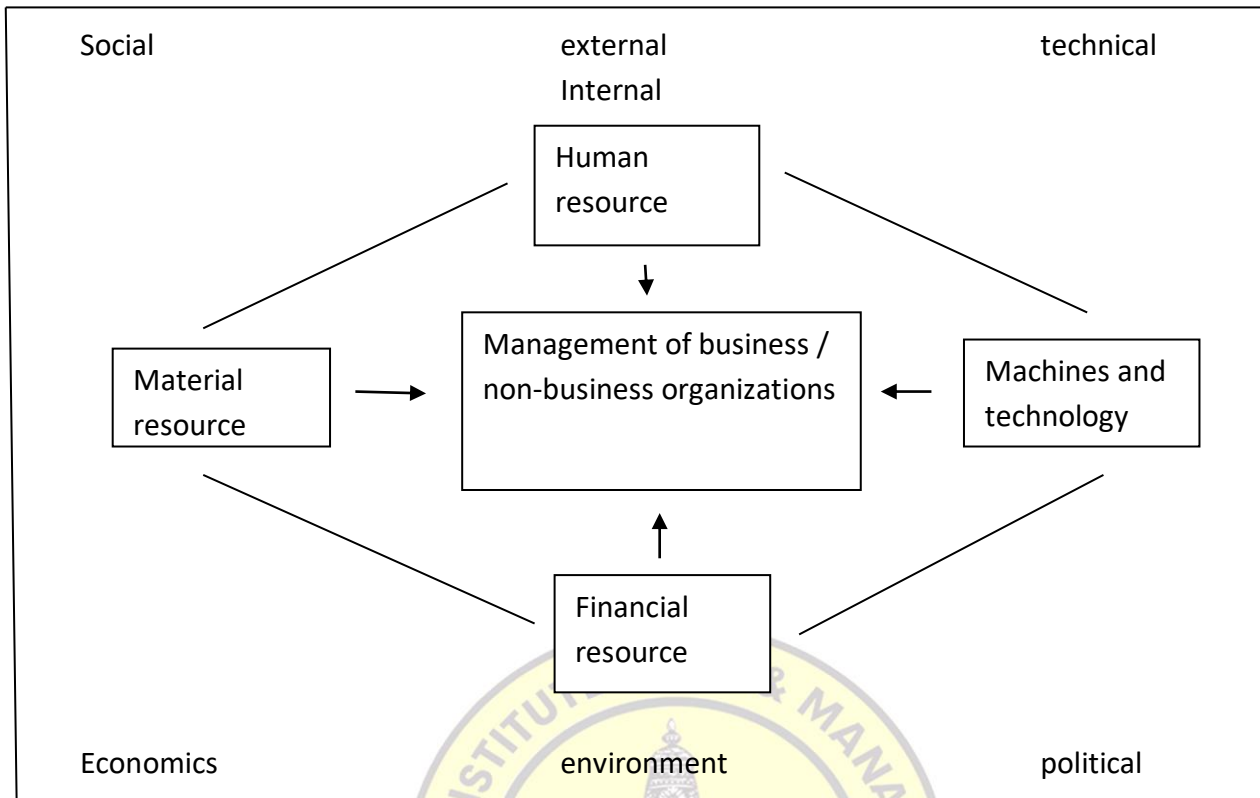 Social external technical
Internal
Human
resource
Management of business /
non-business organizations
Material
resource
Machines and
technology
Financial
resource
Economics environment political